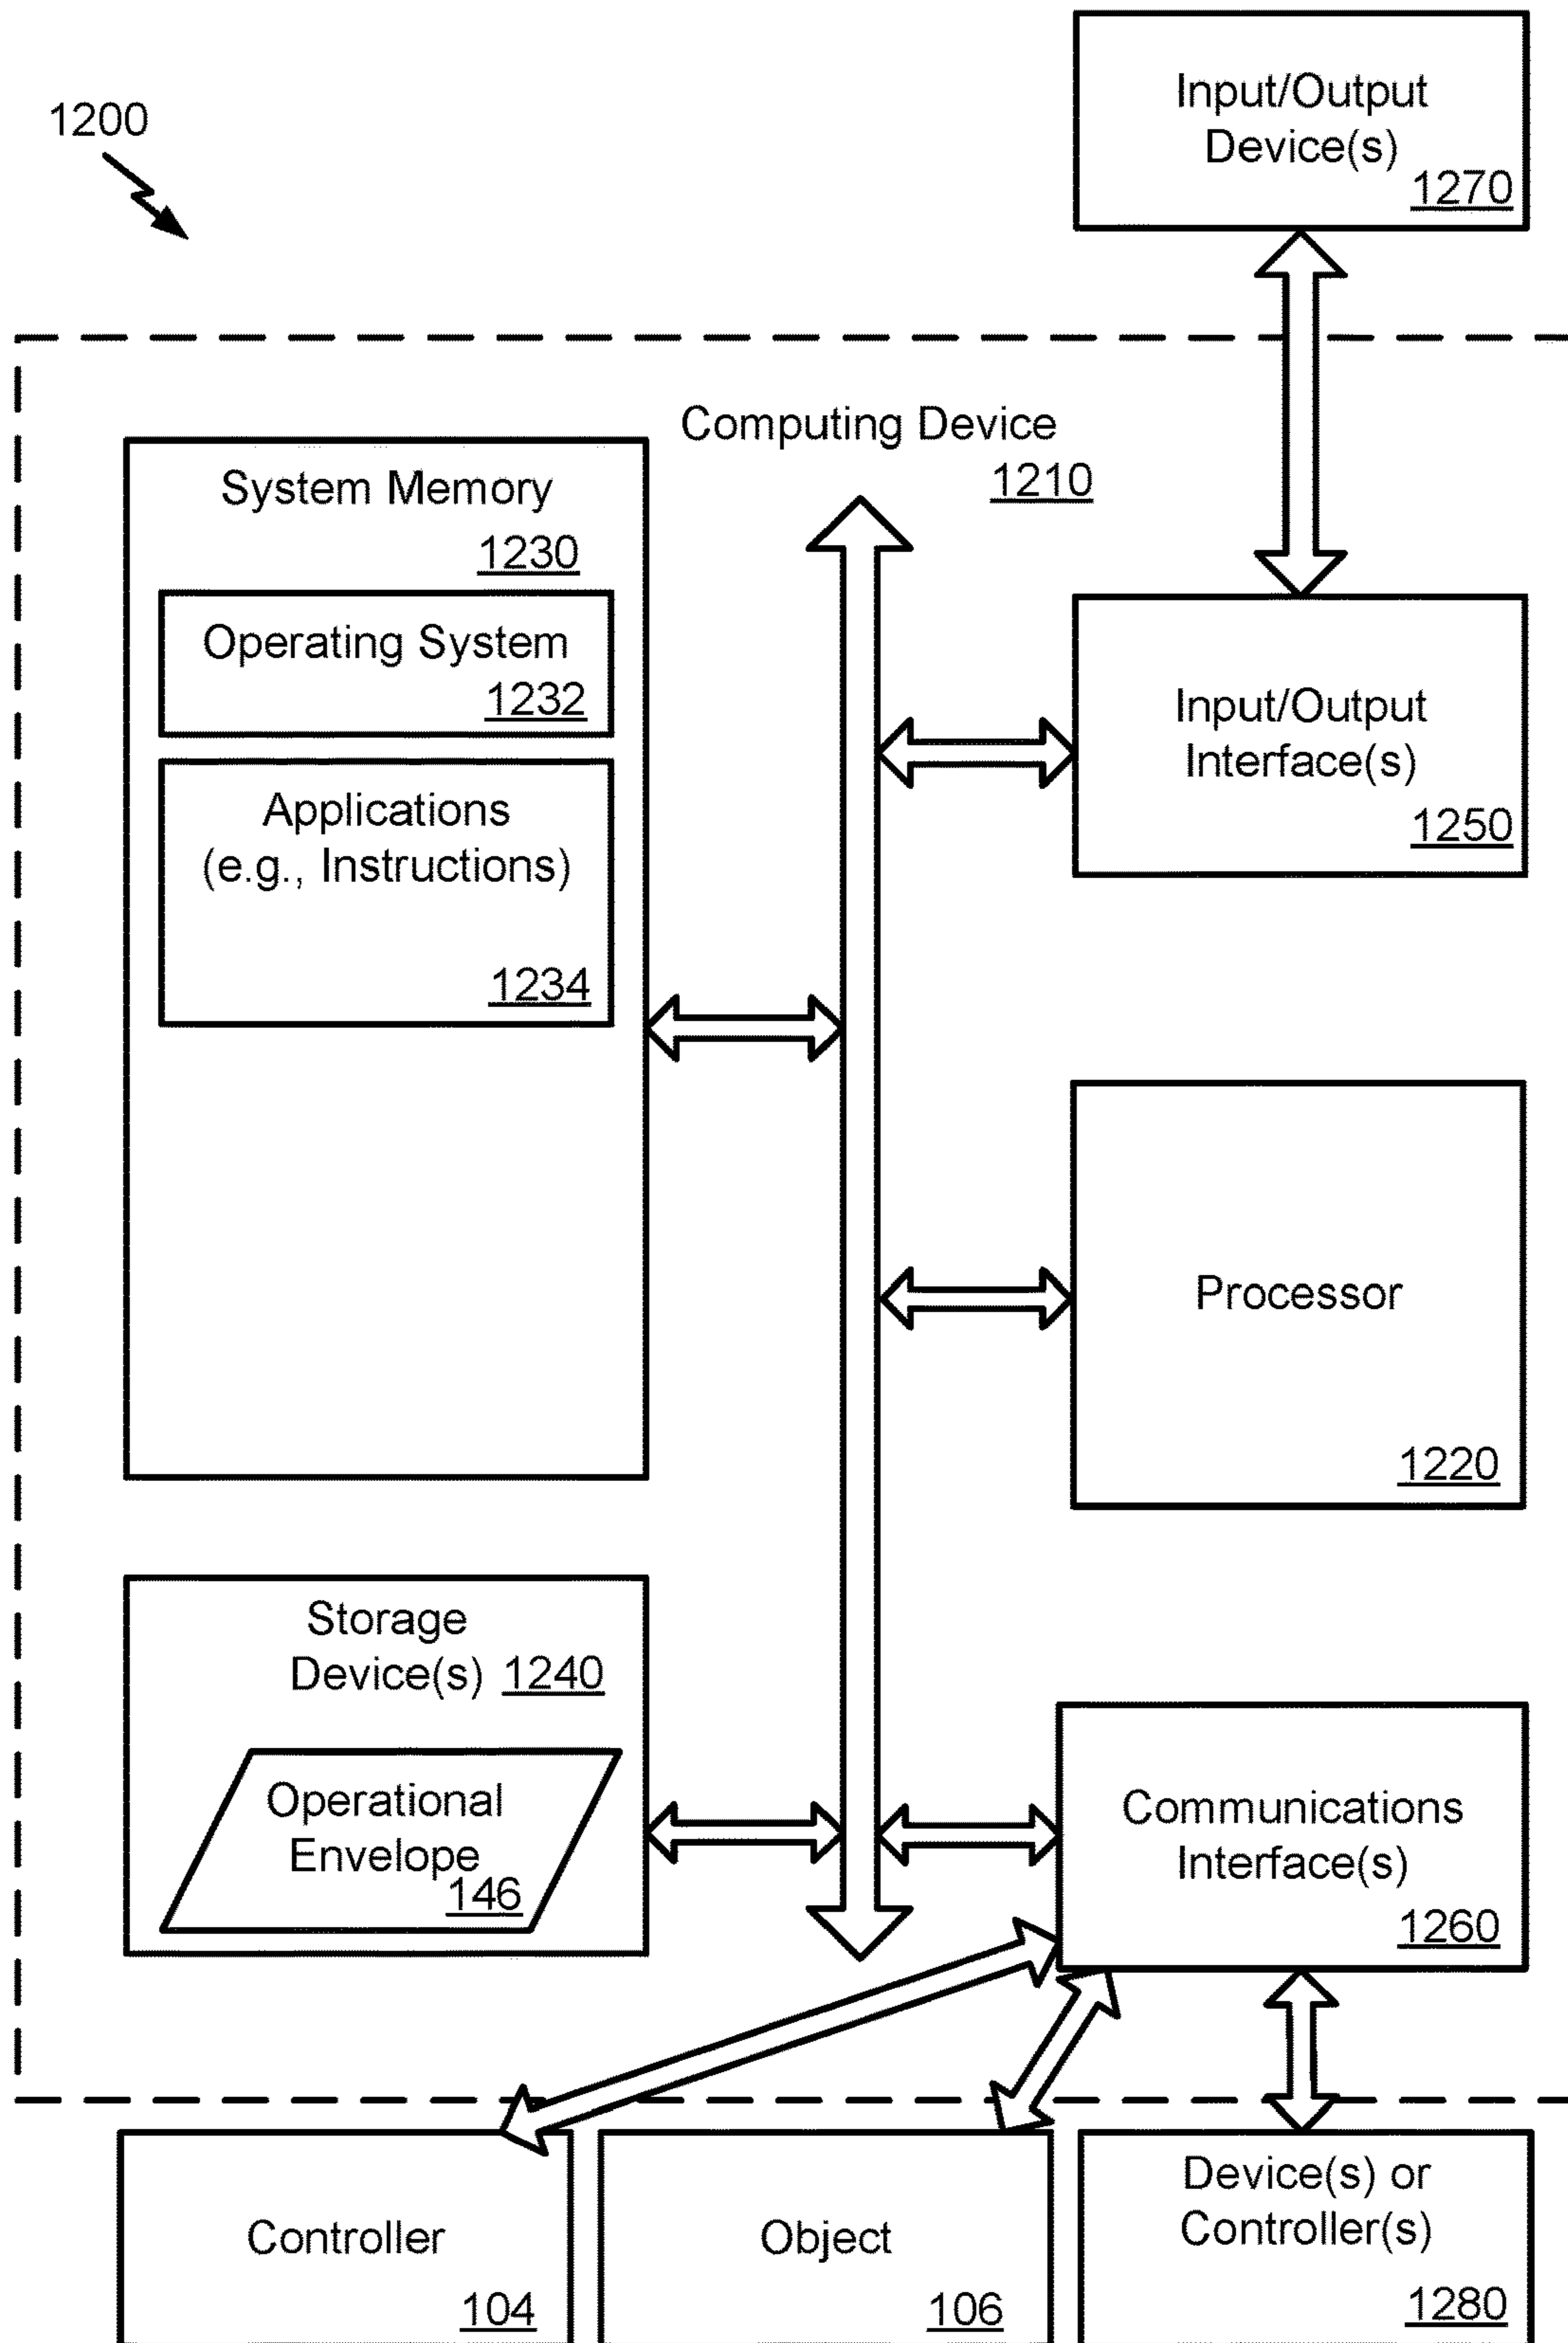 1200
Input/Output
Device(s)
1270
Computing Device
1210
System Memory
1230
Operating System
1232
Applications
(e.g., Instructions)
1234
Input/Output
Interface(s)
1250
Processor
1220
Storage
Device(s) 1240
Operational
Envelope
146
Communications
Interface(s)
1260
Controller
104
Object
106
Device(s) or
Controller(s)
1280